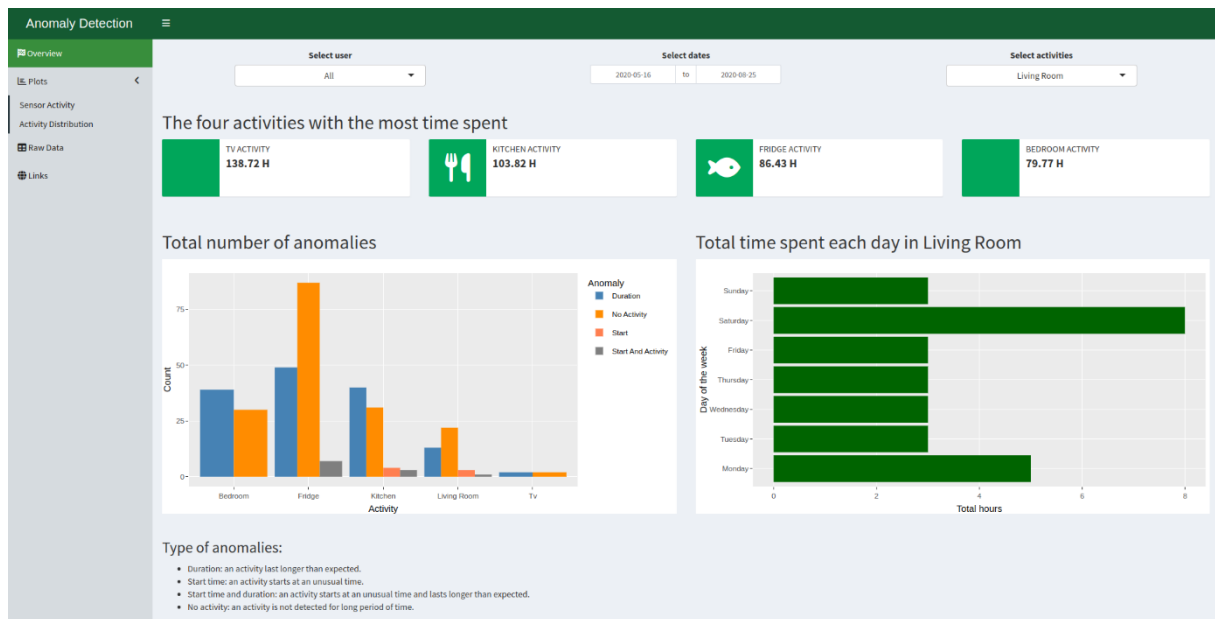 Anomaly Detection
Overview
Plots
Sensor Activity
Activity Distribution
Raw Data
Links
Select user
All
Select dates
2020-05-16 to 2020-08-25
Select activities
Living Room
The four activities with the most time spent
TV ACTIVITY
138.72 H
KITCHEN ACTIVITY
103.82 H
FRIDGE ACTIVITY
86.43 H
BEDROOM ACTIVITY
79.77 H
Total number of anomalies
75
50
25
0
Count
Bedroom Fridge Kitchen Living Room Tv
Activity
Anomaly
Duration
No Activity
Start
Start And Activity
Total time spent each day in Living Room
Day of the week
Sunday
Saturday
Friday
Thursday
Wednesday
Tuesday
Monday
0 2 4 6 8
Total hours
Type of anomalies:
Duration: an activity last longer than expected.
Start time: an activity starts at an unusual time.
Start time and duration: an activity starts at an unusual time and lasts longer than expected.
No activity: an activity is not detected for long period of time.